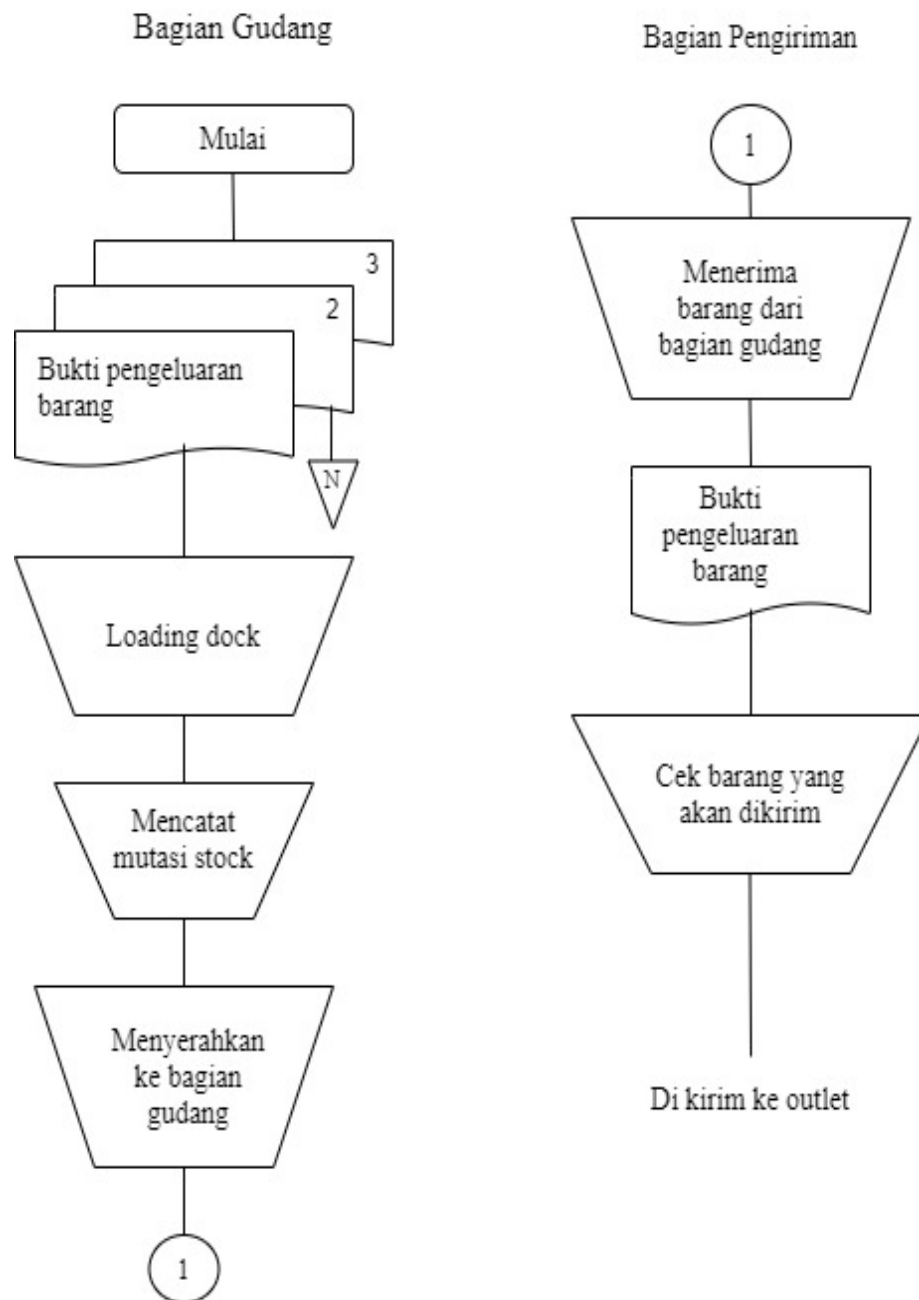 Bagian Gudang
Mulai
3
2
Bukti pengeluaran
barang
N
Loading dock
Mencatat
mutasi stock
Menyerahkan
ke bagian
gudang
1
Bagian Pengiriman
1
Menerima
barang dari
bagian gudang
Bukti
pengeluaran
barang
Cek barang yang
akan dikirim
Di kirim ke outlet